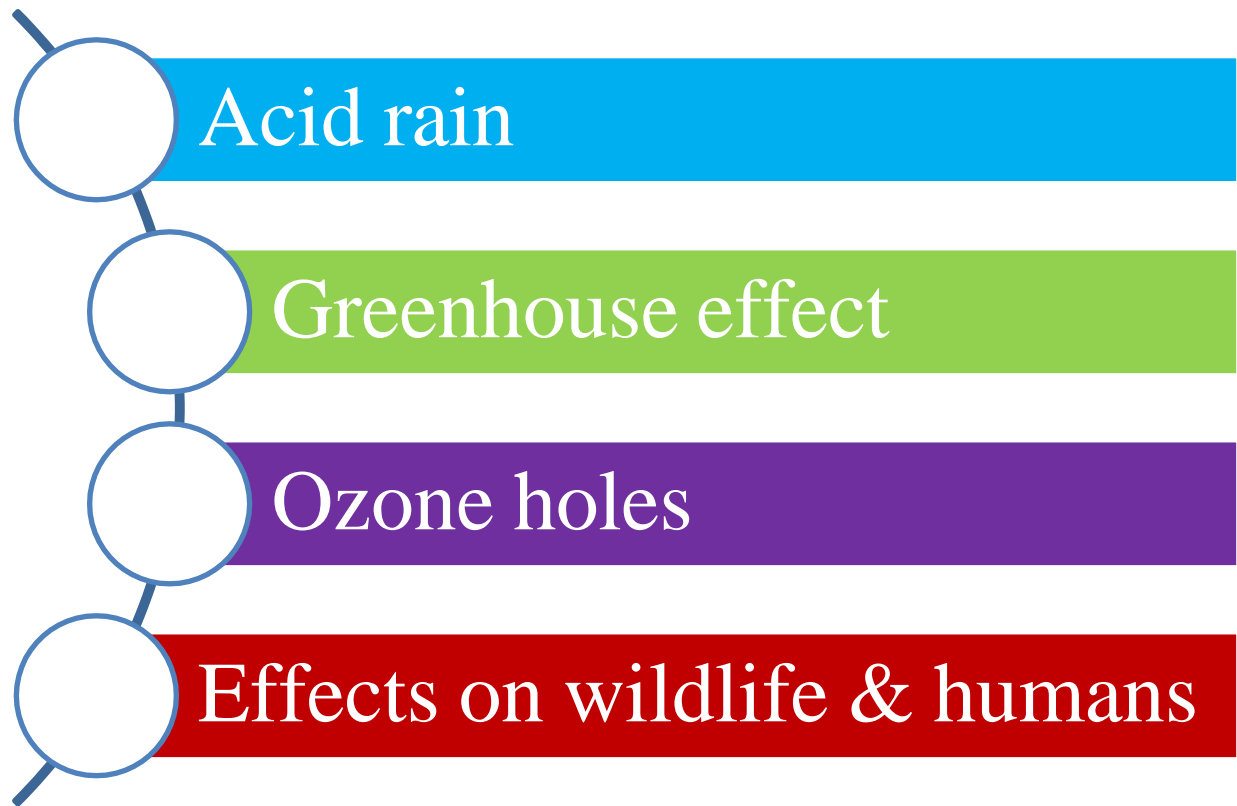 Acid rain
Greenhouse effect
Ozone holes
Effects on wildlife & humans